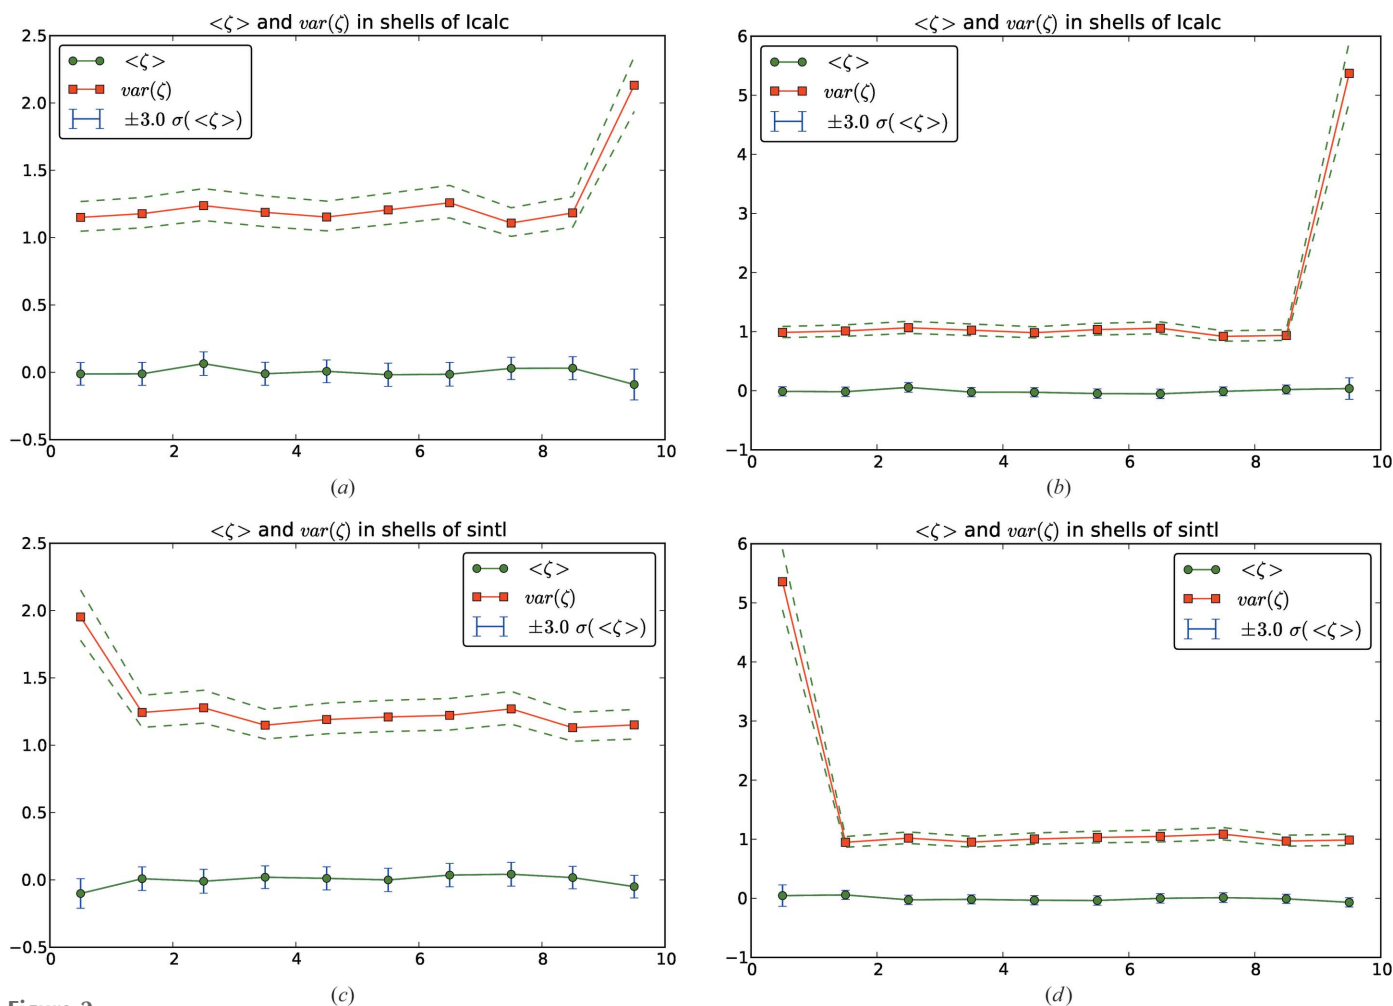 <ζ> and var(ζ) in shells of Icalc
2.5
2.0
1.5
1.0
0.5
0.0
−0.5
0 2 4 6 8 10
<ζ>
var(ζ)
±3.0 σ(<ζ>)
(a)
<ζ> and var(ζ) in shells of Icalc
6
5
4
3
2
1
0
−1
0 2 4 6 8 10
<ζ>
var(ζ)
±3.0 σ(<ζ>)
(b)
<ζ> and var(ζ) in shells of sintl
2.5
2.0
1.5
1.0
0.5
0.0
−0.5
0 2 4 6 8 10
<ζ>
var(ζ)
±3.0 σ(<ζ>)
(c)
<ζ> and var(ζ) in shells of sintl
6
5
4
3
2
1
0
−1
0 2 4 6 8 10
<ζ>
var(ζ)
±3.0 σ(<ζ>)
(d)